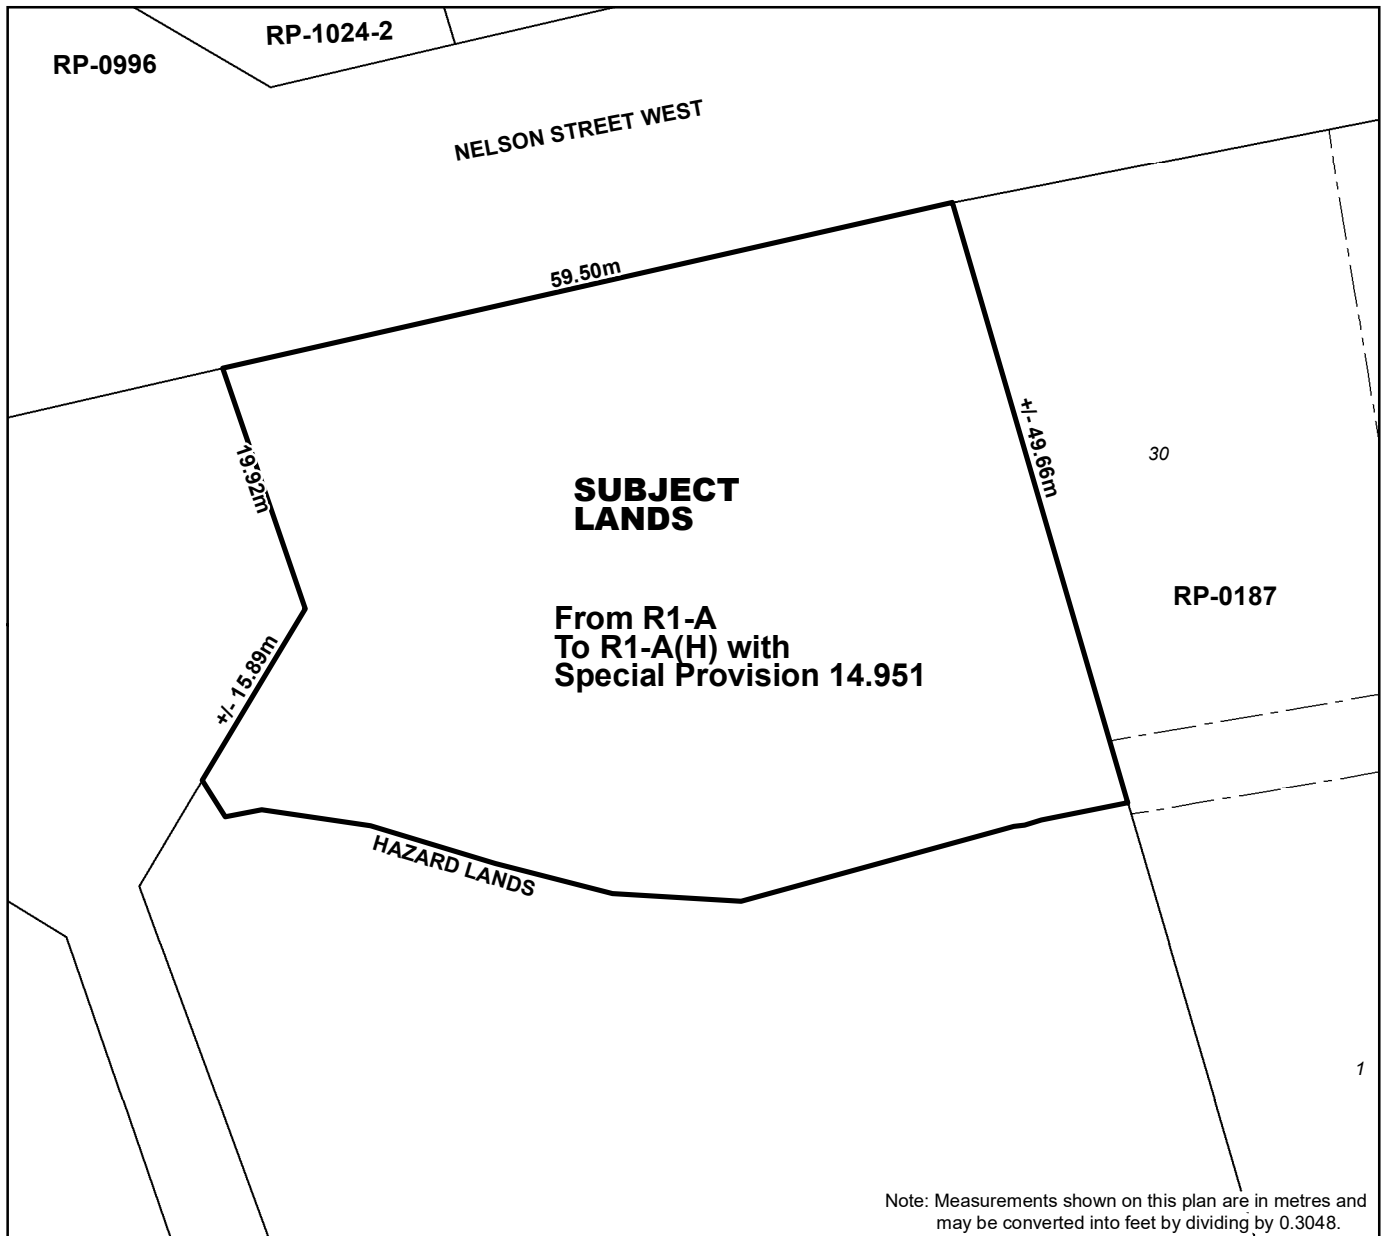 RP-1024-2
RP-0996
NELSON STREET WEST
59.50m
+/- 49.66m
19.92m
30
SUBJECT
LANDS
RP-0187
From R1-A
To R1-A(H) with
Special Provision 14.951
+/- 15.89m
HAZARD LANDS
1
Note: Measurements shown on this plan are in metres and
may be converted into feet by dividing by 0.3048.